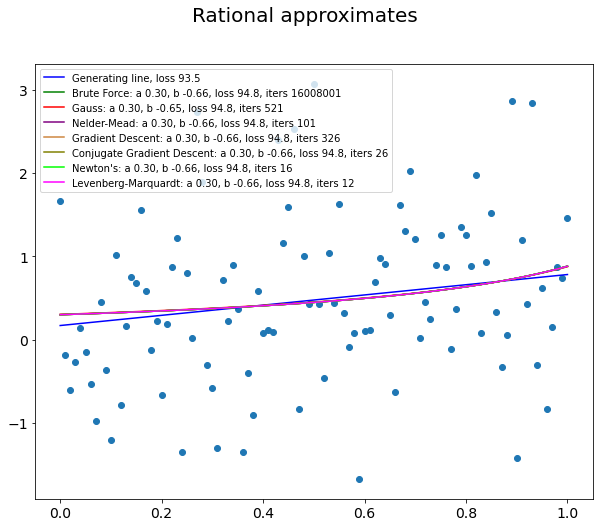 Rational approximates
Generating line, loss 93.5
Brute Force: a 0.30, b -0.66, loss 94.8, iters 16008001
Gauss: a 0.30, b -0.65, loss 94.8, iters 521
Nelder-Mead: a 0.30, b -0.66, loss 94.8, iters 101
Gradient Descent: a 0.30, b -0.66, loss 94.8, iters 326
Conjugate Gradient Descent: a 0.30, b -0.66, loss 94.8, iters 26
Newton's: a 0.30, b -0.66, loss 94.8, iters 16
Levenberg-Marquardt: a 0.30, b -0.66, loss 94.8, iters 12
3
2
1
0
−1
0.0 0.2 0.4 0.6 0.8 1.0